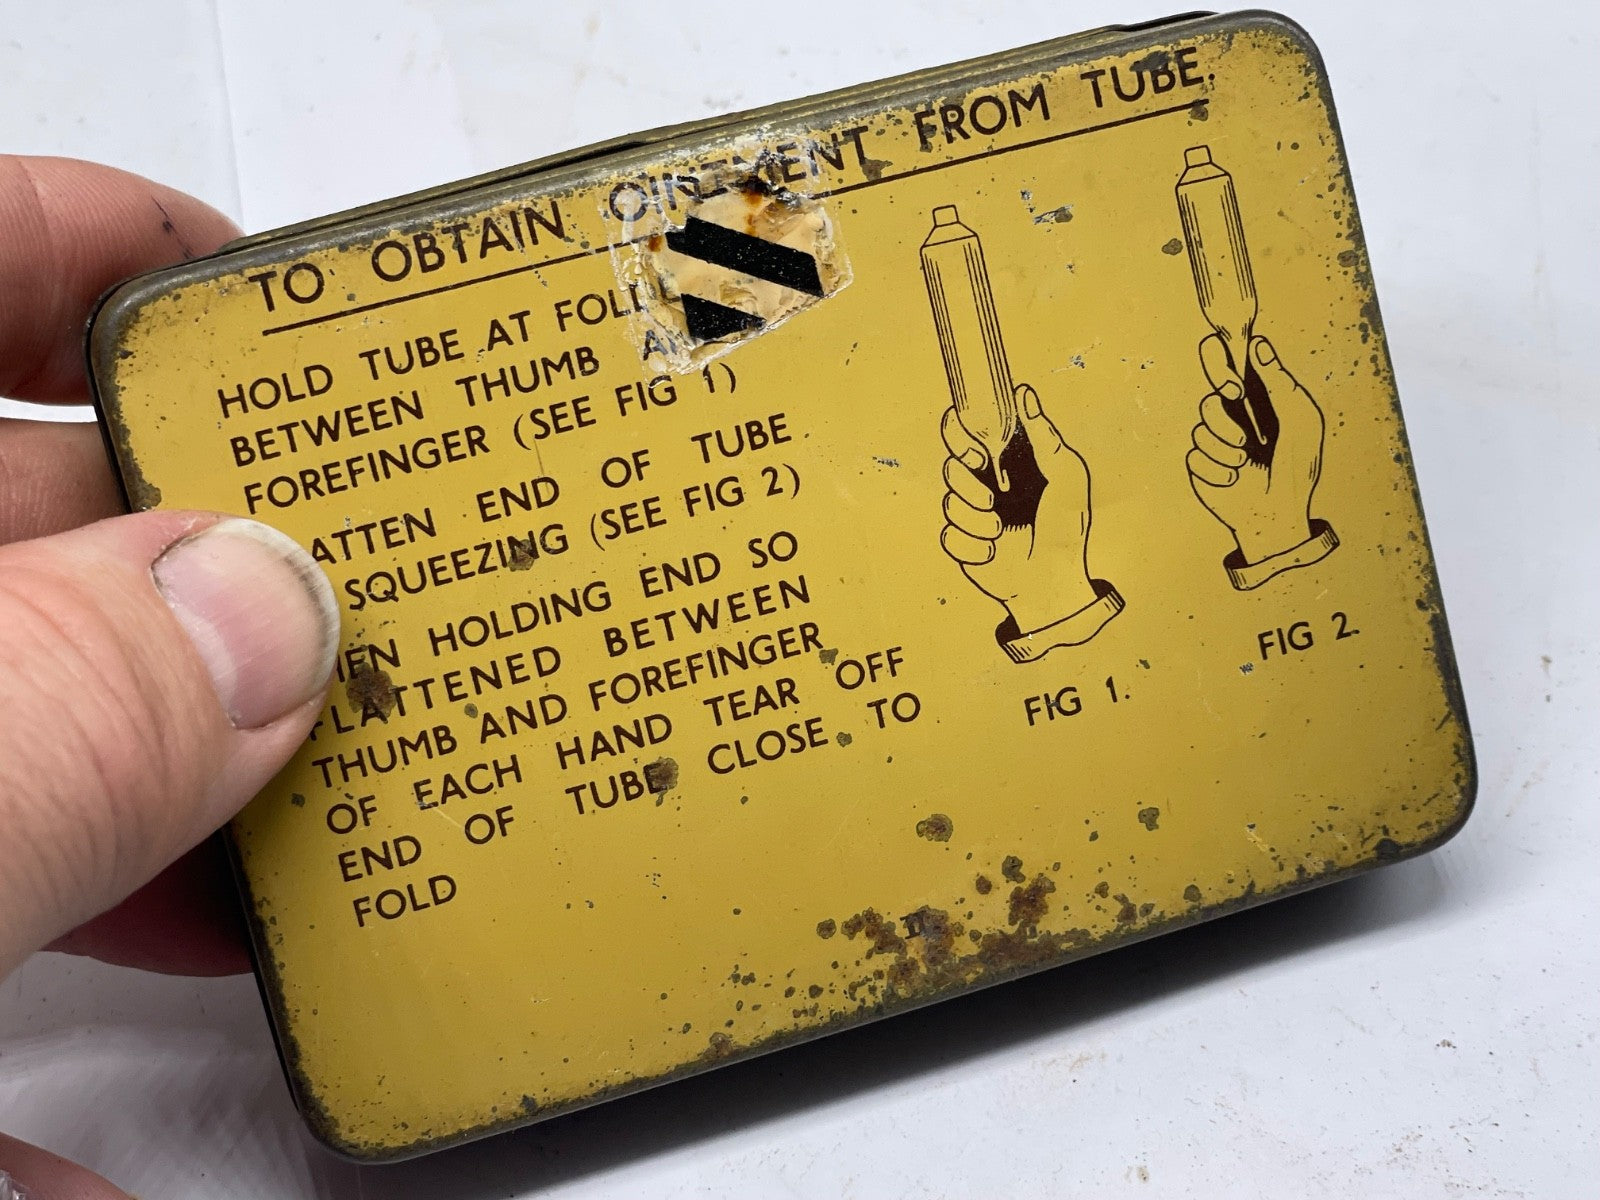 TO OBTAIN OINTMENT FROM TUBE.
HOLD TUBE AT
BETWEEN THUMB
FOREFINGER (SEE FIG 1)
ATTEN END OF TUBE
SQUEEZING (SEE FIG 2)
HOLDING END SO
FLATTENED BETWEEN
THUMB AND FOREFINGER
OF EACH HAND TEAR OFF
END OF TUBE CLOSE TO
FOLD
FIG 1.
FIG 2.